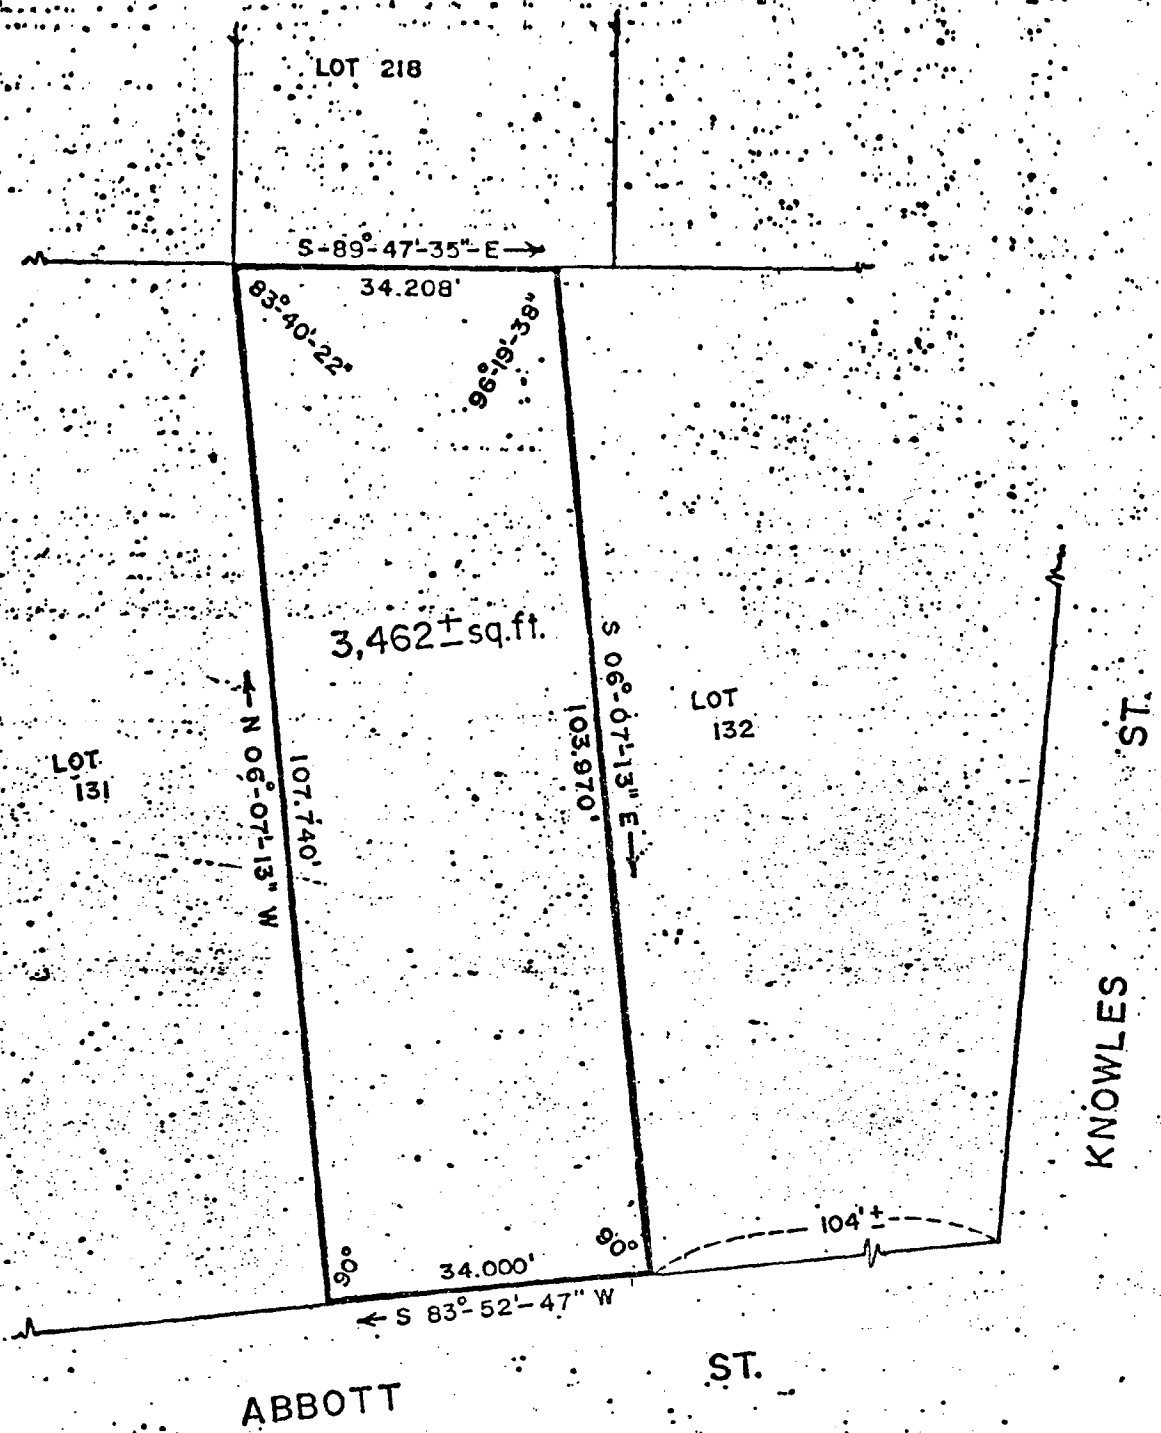 LOT 218
S-89°-47'-35"-E
34.208'
83°-40'-22"
96°-19'-38"
3,462± sq.ft.
N 06°-07'-13" W
107.740'
103.970'
S 06°-07'-13" E
LOT
131
LOT
132
KNOWLES ST.
104'±
90°
90°
34.000'
S 83°-52'-47" W
ABBOTT ST.